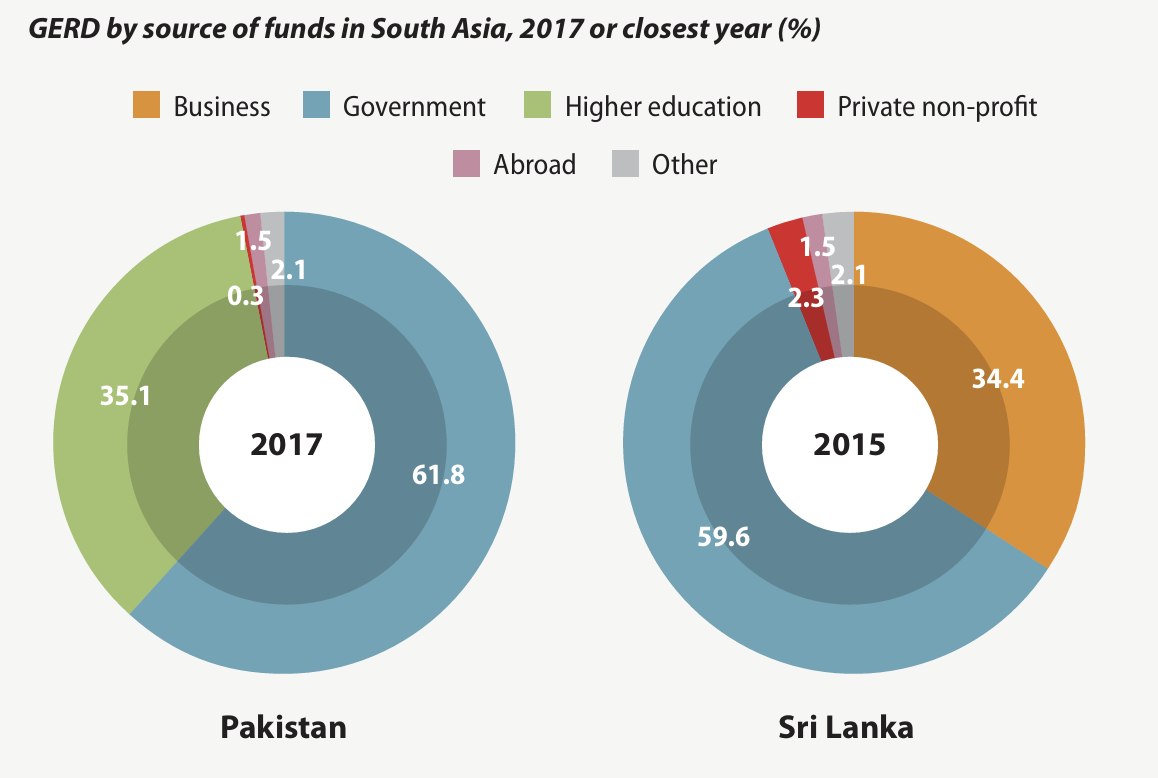 GERD by source of funds in South Asia, 2017 or closest year (%)
Business Government Higher education Private non-profit
Abroad Other
1.5
2.1
0.3
35.1
2017
61.8
Pakistan
1.5
2.1
2.3
34.4
2015
59.6
Sri Lanka